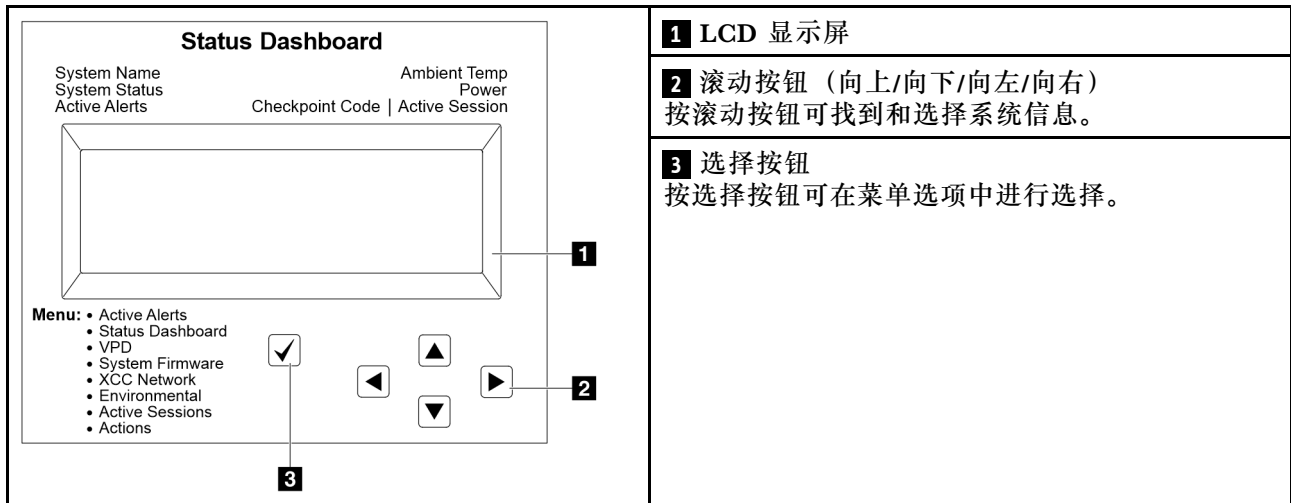 Status Dashboard
System Name
Ambient Temp
System Status
Power
Active Alerts
Checkpoint Code | Active Session
1
Menu: • Active Alerts
• Status Dashboard
• VPD
• System Firmware
• XCC Network
• Environmental
• Active Sessions
• Actions
2
3
1 LCD 显示屏
2 滚动按钮（向上/向下/向左/向右）
按滚动按钮可找到和选择系统信息。
3 选择按钮
按选择按钮可在菜单选项中进行选择。